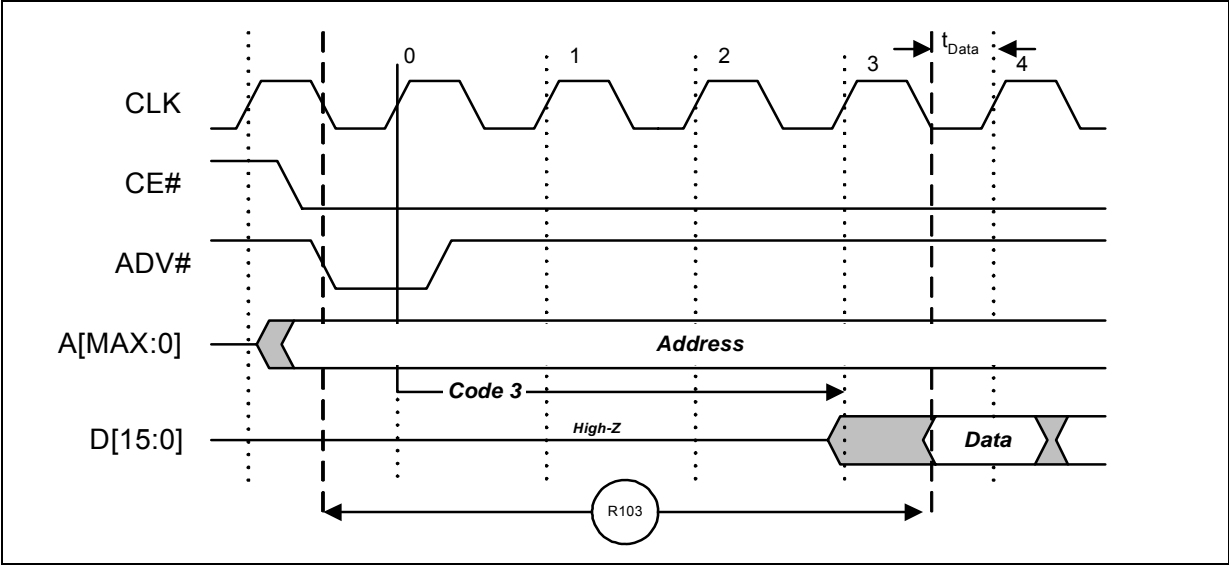 0 1 2 3 tData 4
CLK
CE#
ADV#
A[MAX:0] Address
Code 3
D[15:0] High-Z Data
R103